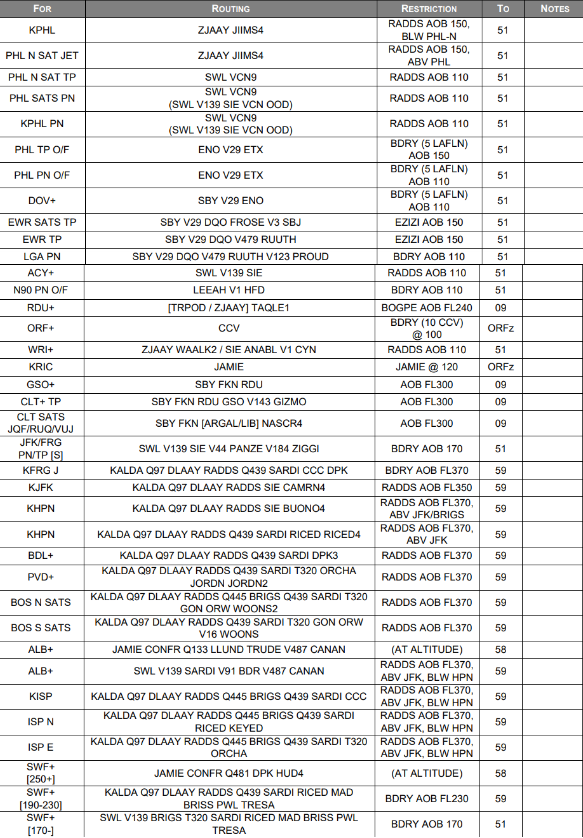 FOR ROUTING RESTRICTION TO NOTES
KPHL ZJAAY JIIMS4 RADDS AOB 150, 51
BLW PHL-N
PHL N SAT JET ZJAAY JIIMS4 RADDS AOB 150, 51
ABV PHL
PHL N SAT TP SWL VCN9 RADDS AOB 110 51
PHL SATS PN SWL VCN9 RADDS AOB 110 51
(SWL V139 SIE VCN OOD)
KPHL PN SWL VCN9 RADDS AOB 110 51
(SWL V139 SIE VCN OOD)
PHL TP O/F ENO V29 ETX BDRY (5 LAFLN) 51
AOB 150
PHL PN O/F ENO V29 ETX BDRY (5 LAFLN) 51
AOB 110
DOV+ SBY V29 ENO BDRY (5 LAFLN) 51
AOB 110
EWR SATS TP SBY V29 DQO FROSE V3 SBJ EZIZI AOB 150 51
EWR TP SBY V29 DQO V479 RUUTH EZIZI AOB 150 51
LGA PN SBY V29 DQO V479 RUUTH V123 PROUD BDRY AOB 110 51
ACY+ SWL V139 SIE RADDS AOB 110 51
N90 PN O/F LEEAH V1 HFD BDRY AOB 110 51
RDU+ [TRPOD / ZJAAY] TAQLE1 BOGPE AOB FL240 09
ORF+ CCV BDRY (10 CCV) ORFz
@ 100
WRI+ ZJAAY WAALK2 / SIE ANABL V1 CYN RADDS AOB 110 51
KRIC JAMIE JAMIE @ 120 ORFz
GSO+ SBY FKN RDU AOB FL300 09
CLT+ TP SBY FKN RDU GSO V143 GIZMO AOB FL300 09
CLT SATS SBY FKN [ARGAL/LIB] NASCR4 AOB FL300 09
JQF/RUQ/VUJ
JFK/FRG SWL V139 SIE V44 PANZE V184 ZIGGI BDRY AOB 170 51
PN/TP [S]
KFRG J KALDA Q97 DLAAY RADDS Q439 SARDI CCC DPK BDRY AOB FL370 59
KJFK KALDA Q97 DLAAY RADDS SIE CAMRN4 RADDS AOB FL350 59
KHPN KALDA Q97 DLAAY RADDS SIE BUONO4 RADDS AOB FL370, 59
ABV JFK/BRIGS
KHPN KALDA Q97 DLAAY RADDS Q439 SARDI RICED RICED4 RADDS AOB FL370, 59
ABV JFK
BDL+ KALDA Q97 DLAAY RADDS Q439 SARDI DPK3 RADDS AOB FL370 59
PVD+ KALDA Q97 DLAAY RADDS Q439 SARDI T320 ORCHA RADDS AOB FL370 59
JORDN JORDN2
BOS N SATS KALDA Q97 DLAAY RADDS Q445 BRIGS Q439 SARDI T320 RADDS AOB FL370 59
GON ORW WOONS2
BOS S SATS KALDA Q97 DLAAY RADDS Q439 SARDI T320 GON ORW RADDS AOB FL370 59
V16 WOONS
ALB+ JAMIE CONFR Q133 LLUND TRUDE V487 CANAN (AT ALTITUDE) 58
ALB+ SWL V139 SARDI V91 BDR V487 CANAN RADDS AOB FL370, 59
ABV JFK, BLW HPN
KISP KALDA Q97 DLAAY RADDS Q445 BRIGS Q439 SARDI CCC RADDS AOB FL370, 59
ABV JFK, BLW HPN
ISP N KALDA Q97 DLAAY RADDS Q445 BRIGS Q439 SARDI RADDS AOB FL370, 59
RICED KEYED ABV JFK, BLW HPN
ISP E KALDA Q97 DLAAY RADDS Q445 BRIGS Q439 SARDI T320 RADDS AOB FL370, 59
ORCHA ABV JFK, BLW HPN
SWF+ JAMIE CONFR Q481 DPK HUD4 (AT ALTITUDE) 58
[250+]
SWF+ KALDA Q97 DLAAY RADDS Q439 SARDI RICED MAD BDRY AOB FL230 59
[190-230] BRISS PWL TRESA
SWF+ SWL V139 BRIGS T320 SARDI RICED MAD BRISS PWL BDRY AOB 170 51
[170-] TRESA